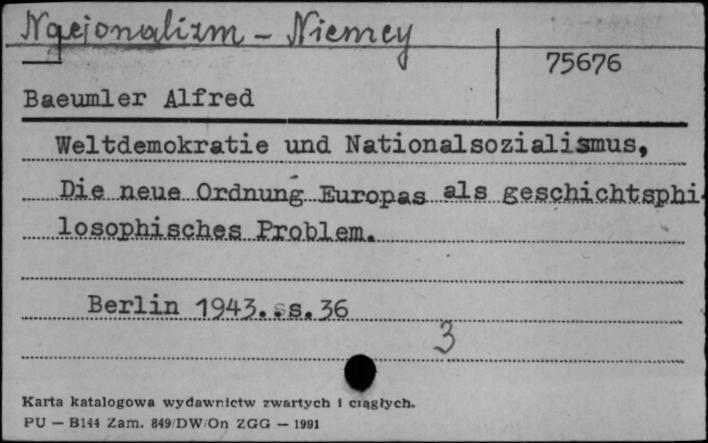 Nacjonalizm - Niemcy
75676
Baeumler Alfred
Weltdemokratie und Nationalsozialismus,
Die neue Ordnung Europas als geschichtsphi-
losophisches Problem.
Berlin 1943. s. 36
3
Karta katalogowa wydawnictw zwartych i ciągłych.
PU — B144 Zam. 849/DW/On ZGG — 1991